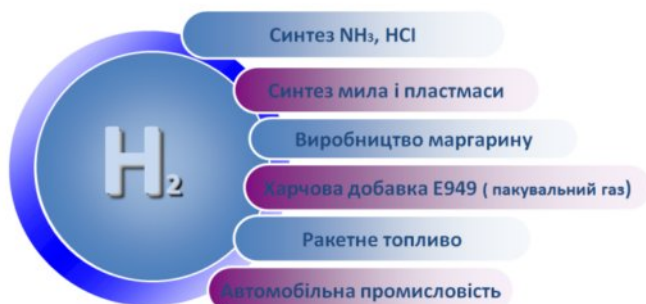 H₂
Синтез NH₃, HCl
Синтез мила і пластмаси
Виробництво маргарину
Харчова добавка Е949 ( пакувальний газ)
Ракетне топливо
Автомобільна промисловість